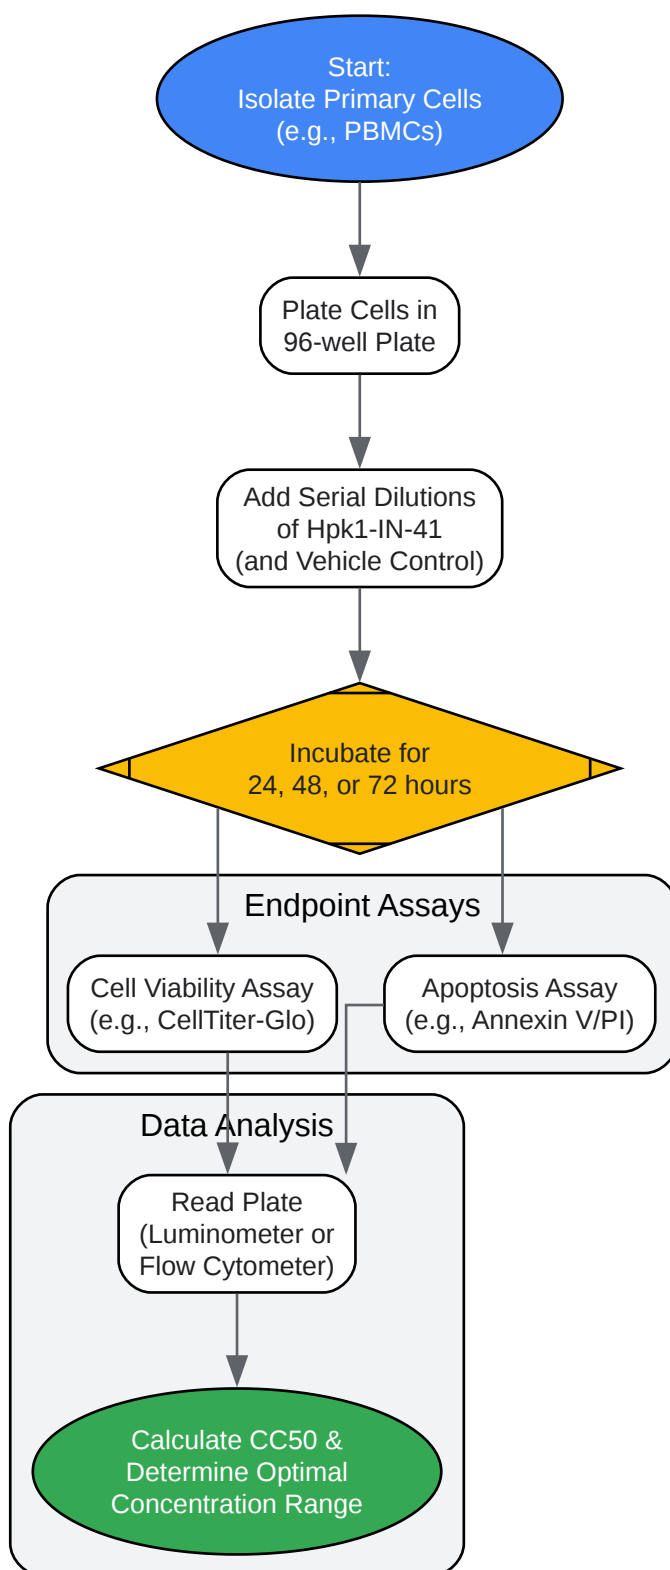 Start:
Isolate Primary Cells
(e.g., PBMCs)
Plate Cells in
96-well Plate
Add Serial Dilutions
of Hpk1-IN-41
(and Vehicle Control)
Incubate for
24, 48, or 72 hours
Endpoint Assays
Cell Viability Assay
(e.g., CellTiter-Glo)
Apoptosis Assay
(e.g., Annexin V/PI)
Data Analysis
Read Plate
(Luminometer or
Flow Cytometer)
Calculate CC50 &
Determine Optimal
Concentration Range